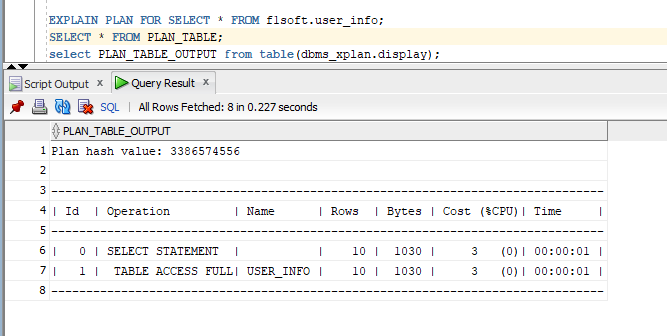 EXPLAIN PLAN FOR SELECT * FROM flsoft.user_info;
SELECT * FROM PLAN_TABLE;
select PLAN_TABLE_OUTPUT from table(dbms_xplan.display);
Script Output x Query Result x
SQL | All Rows Fetched: 8 in 0.227 seconds
PLAN_TABLE_OUTPUT
1 Plan hash value: 3386574556
2
3 -------------------------------------------------------------------------------
4 | Id | Operation | Name | Rows | Bytes | Cost (%CPU)| Time |
5 -------------------------------------------------------------------------------
6 | 0 | SELECT STATEMENT | | 10 | 1030 | 3 (0)| 00:00:01 |
7 | 1 | TABLE ACCESS FULL| USER_INFO | 10 | 1030 | 3 (0)| 00:00:01 |
8 -------------------------------------------------------------------------------